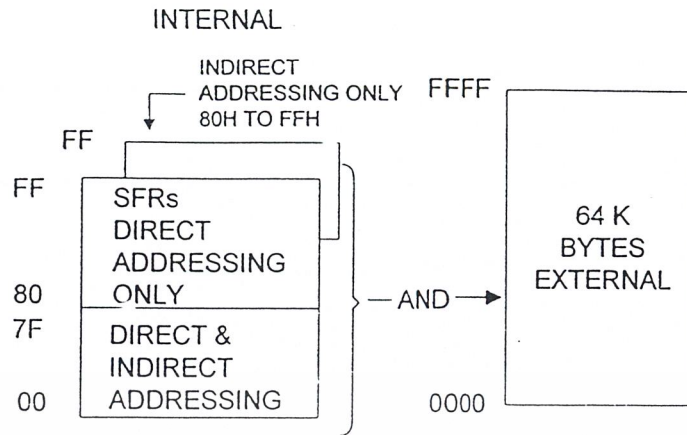 INTERNAL
INDIRECT
ADDRESSING ONLY
80H TO FFH
FF
FF
SFRs
DIRECT
ADDRESSING
ONLY
80
7F
DIRECT &
INDIRECT
ADDRESSING
00
AND
FFFF
64 K
BYTES
EXTERNAL
0000